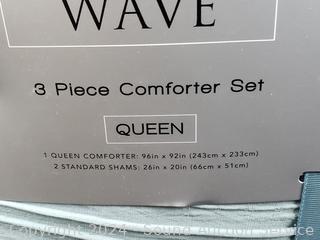 WAVE
3 Piece Comforter Set
QUEEN
1 QUEEN COMFORTER: 96in x 92in (243cm x 233cm)
2 STANDARD SHAMS: 26in x 20in (66cm x 51cm)
Copyright 2024 - Sound Auction Service